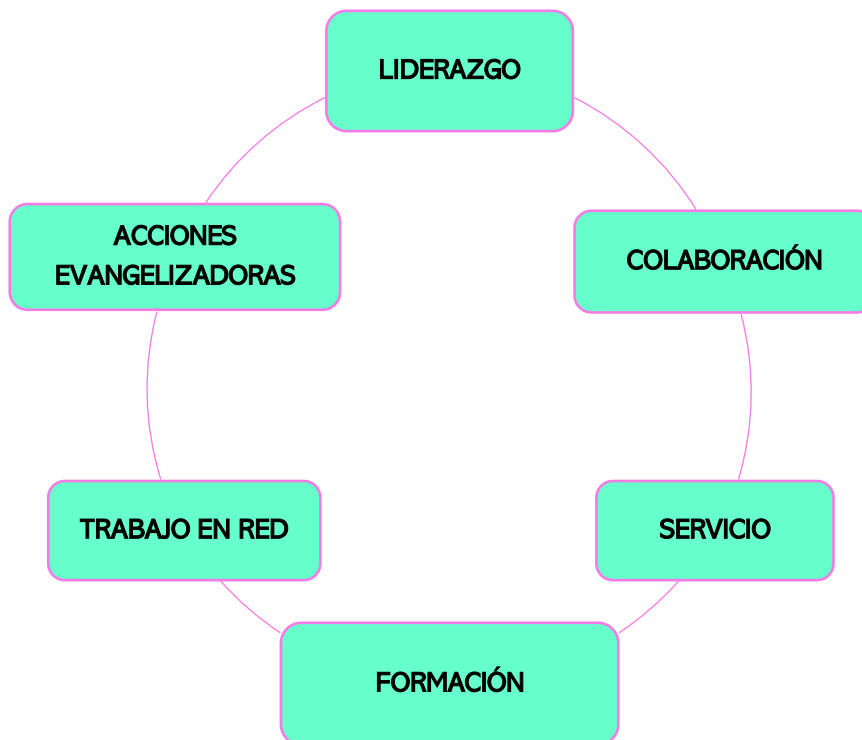 LIDERAZGO
ACCIONES
EVANGELIZADORAS
COLABORACIÓN
TRABAJO EN RED
SERVICIO
FORMACIÓN